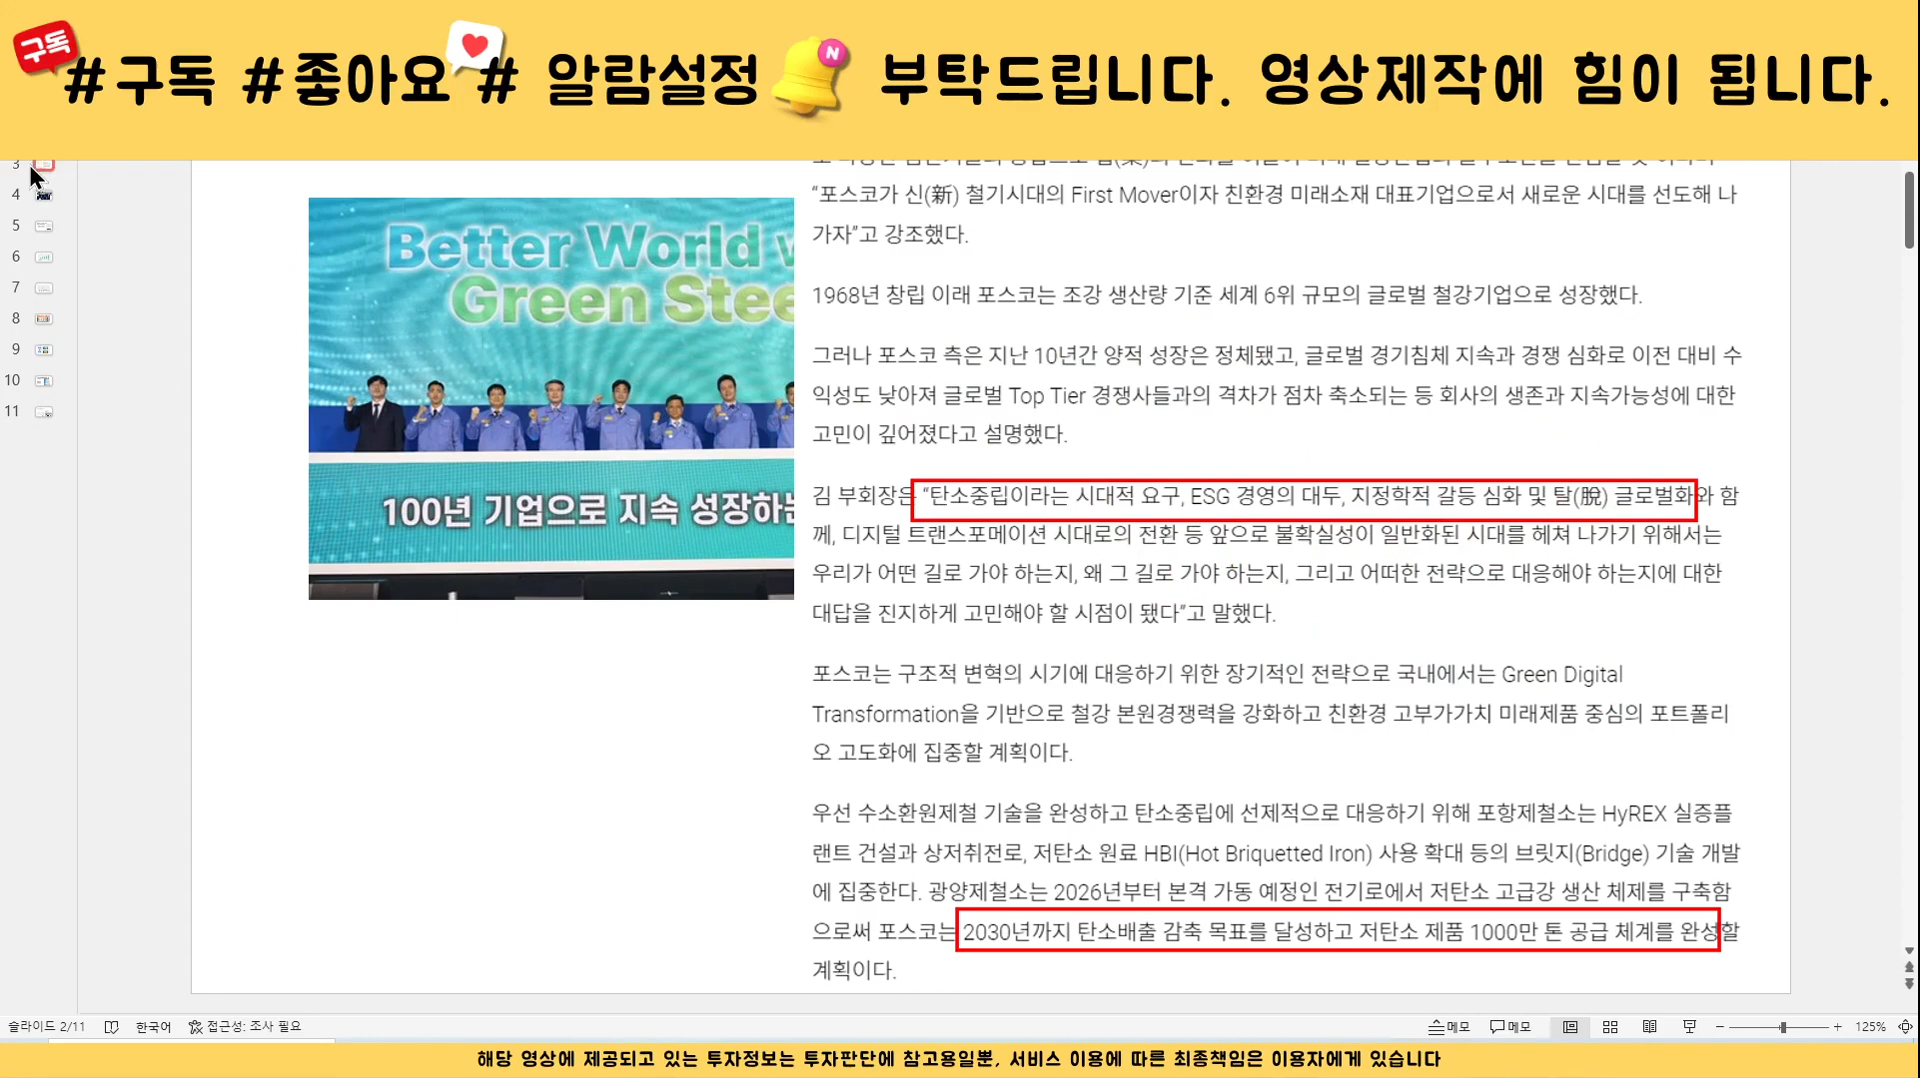 구독
#구독 #좋아요 # 알람설정 N 부탁드립니다. 영상제작에 힘이 됩니다.
3
4
5
6
7
8
9
10
11
Better World
Green Stee
100년 기업으로 지속 성장하는
“포스코가 신(新) 철기시대의 First Mover이자 친환경 미래소재 대표기업으로서 새로운 시대를 선도해 나
가자”고 강조했다.
1968년 창립 이래 포스코는 조강 생산량 기준 세계 6위 규모의 글로벌 철강기업으로 성장했다.
그러나 포스코 측은 지난 10년간 양적 성장은 정체됐고, 글로벌 경기침체 지속과 경쟁 심화로 이전 대비 수
익성도 낮아져 글로벌 Top Tier 경쟁사들과의 격차가 점차 축소되는 등 회사의 생존과 지속가능성에 대한
고민이 깊어졌다고 설명했다.
김 부회장은 “탄소중립이라는 시대적 요구, ESG 경영의 대두, 지정학적 갈등 심화 및 탈(脫) 글로벌화와 함
께, 디지털 트랜스포메이션 시대로의 전환 등 앞으로 불확실성이 일반화된 시대를 헤쳐 나가기 위해서는
우리가 어떤 길로 가야 하는지, 왜 그 길로 가야 하는지, 그리고 어떠한 전략으로 대응해야 하는지에 대한
대답을 진지하게 고민해야 할 시점이 됐다”고 말했다.
포스코는 구조적 변혁의 시기에 대응하기 위한 장기적인 전략으로 국내에서는 Green Digital
Transformation을 기반으로 철강 본원경쟁력을 강화하고 친환경 고부가가치 미래제품 중심의 포트폴리
오 고도화에 집중할 계획이다.
우선 수소환원제철 기술을 완성하고 탄소중립에 선제적으로 대응하기 위해 포항제철소는 HyREX 실증플
랜트 건설과 상저취전로, 저탄소 원료 HBI(Hot Briquetted Iron) 사용 확대 등의 브릿지(Bridge) 기술 개발
에 집중한다. 광양제철소는 2026년부터 본격 가동 예정인 전기로에서 저탄소 고급강 생산 체제를 구축함
으로써 포스코는 2030년까지 탄소배출 감축 목표를 달성하고 저탄소 제품 1000만 톤 공급 체계를 완성할
계획이다.
슬라이드 2/11 한국어 접근성: 조사 필요 메모 메모 125%
해당 영상에 제공되고 있는 투자정보는 투자판단에 참고용일뿐, 서비스 이용에 따른 최종책임은 이용자에게 있습니다